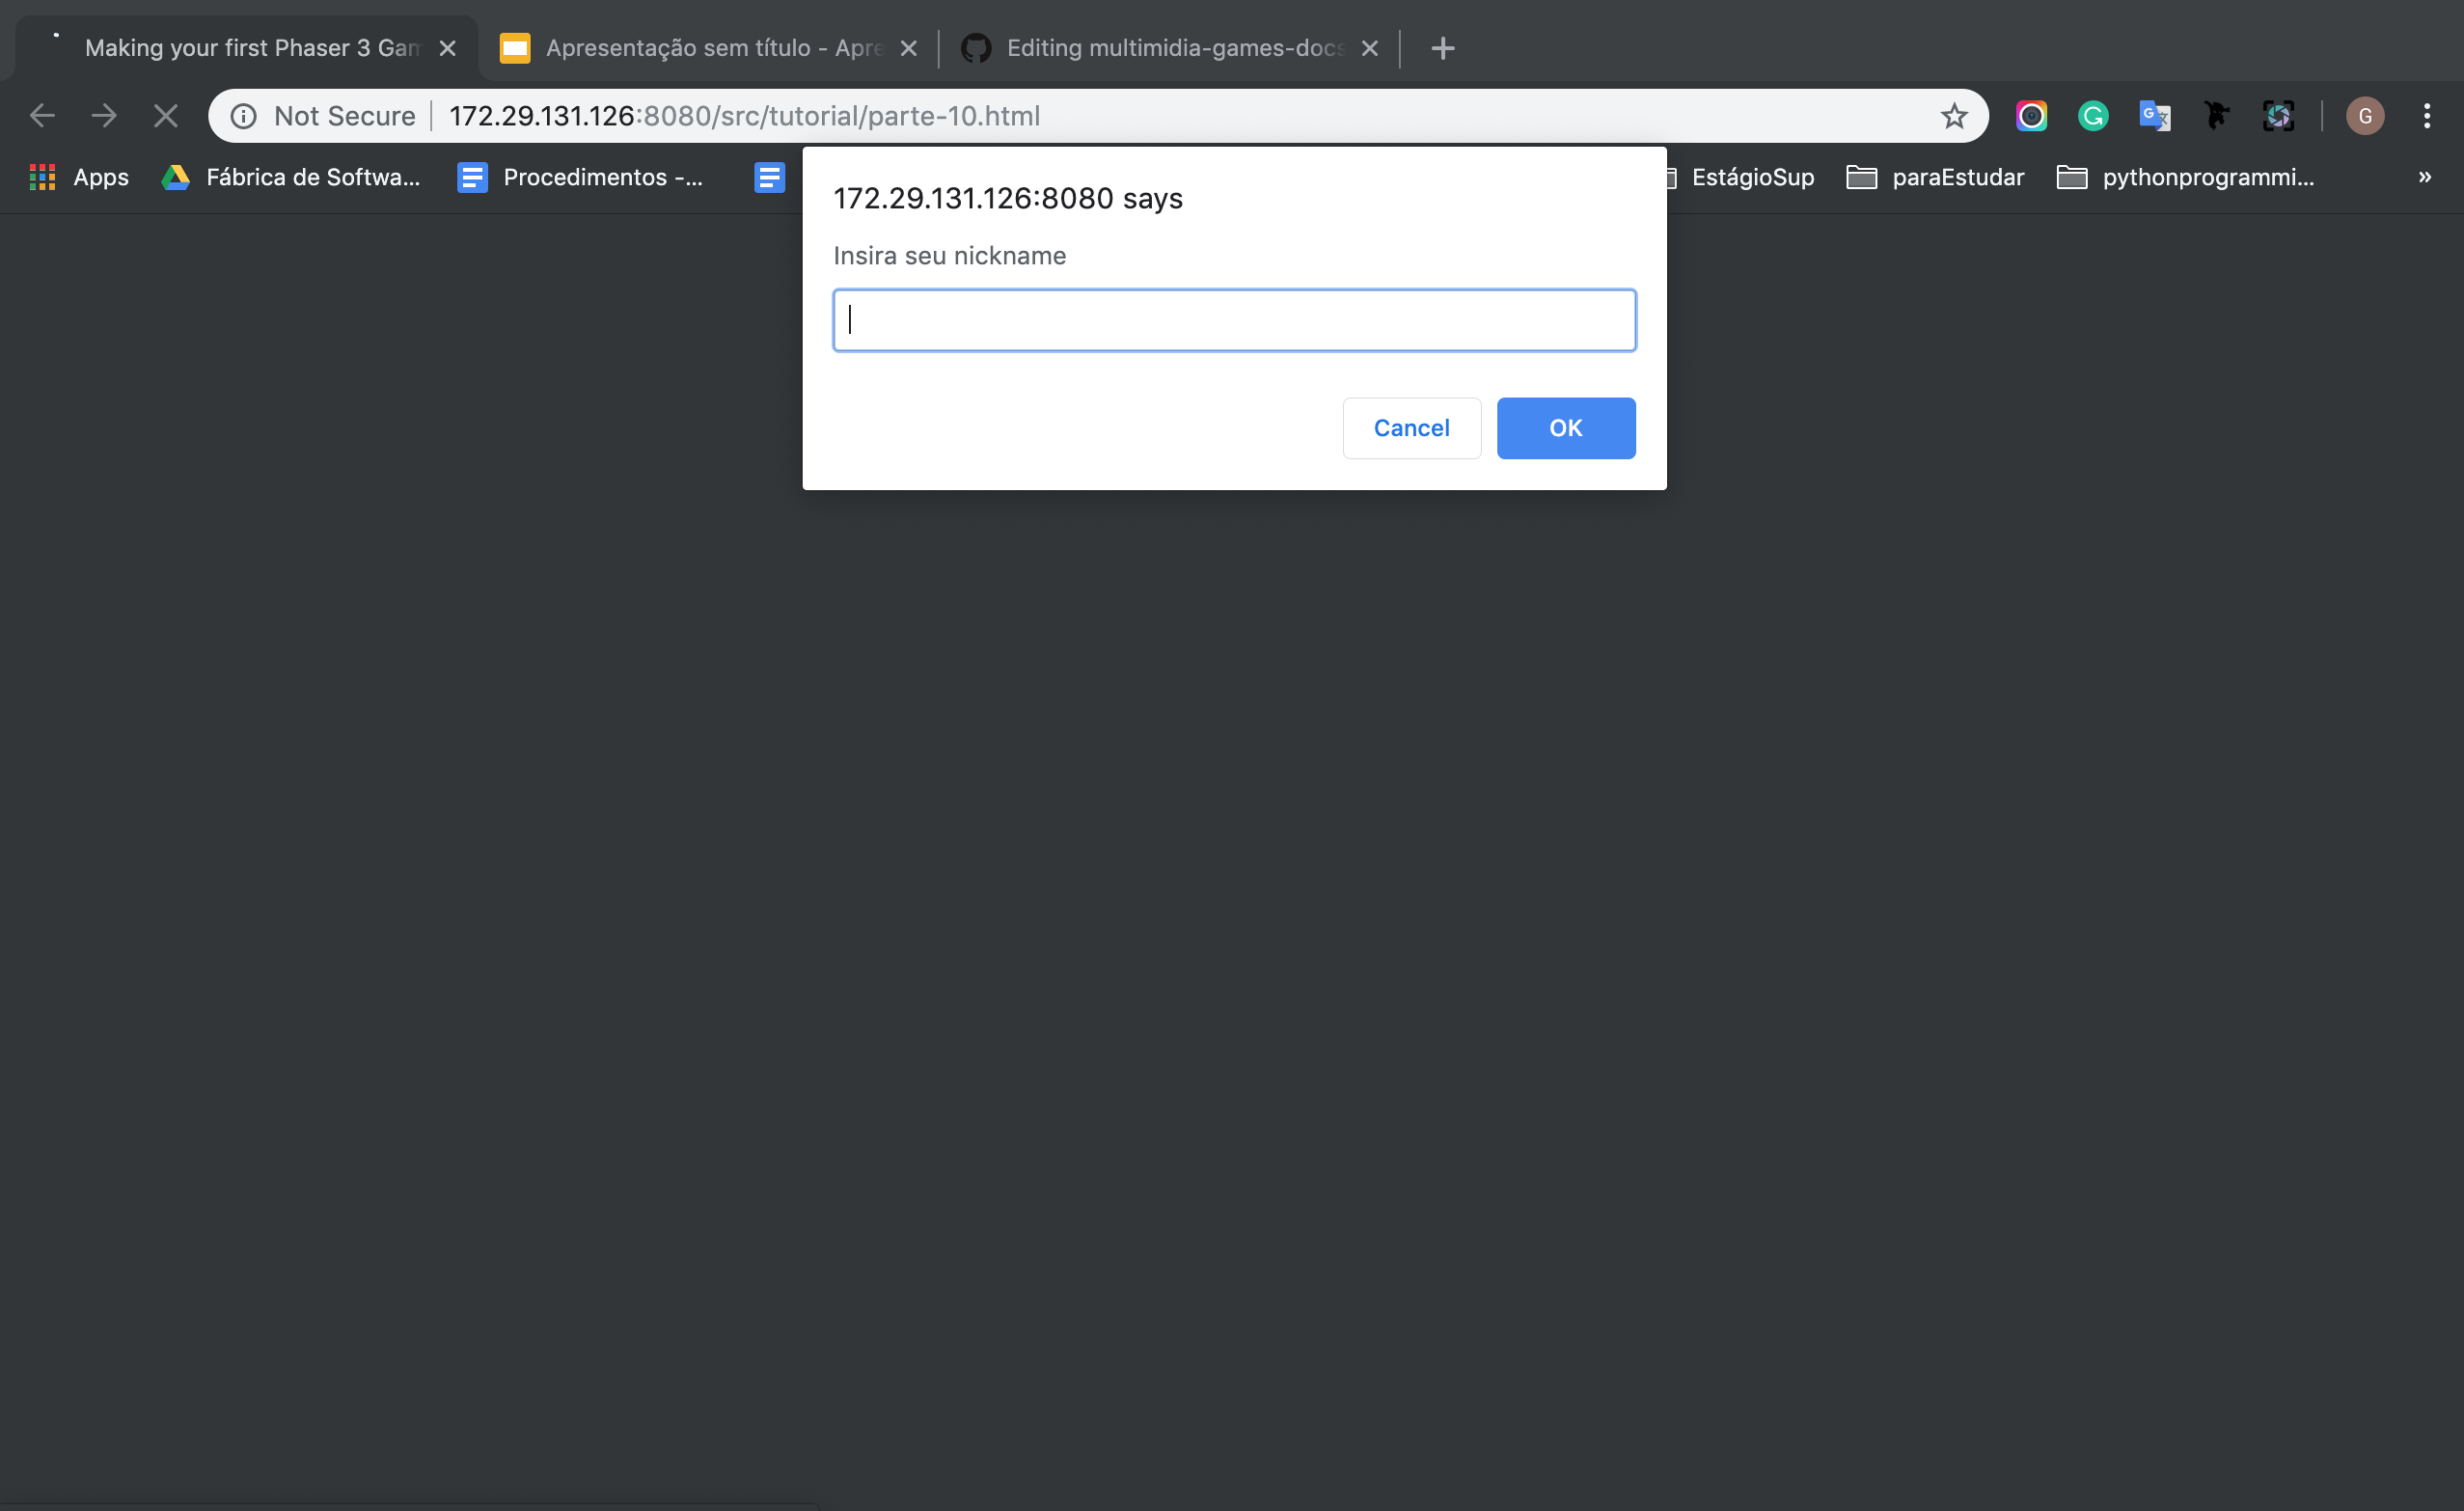 Making your first Phaser 3 Gam
Apresentação sem título - Apre
Editing multimidia-games-docs
Not Secure
172.29.131.126:8080/src/tutorial/parte-10.html
G
Apps
Fábrica de Softwa...
Procedimentos -...
EstágioSup
paraEstudar
pythonprogrammi...
»
172.29.131.126:8080 says
Insira seu nickname
Cancel
OK